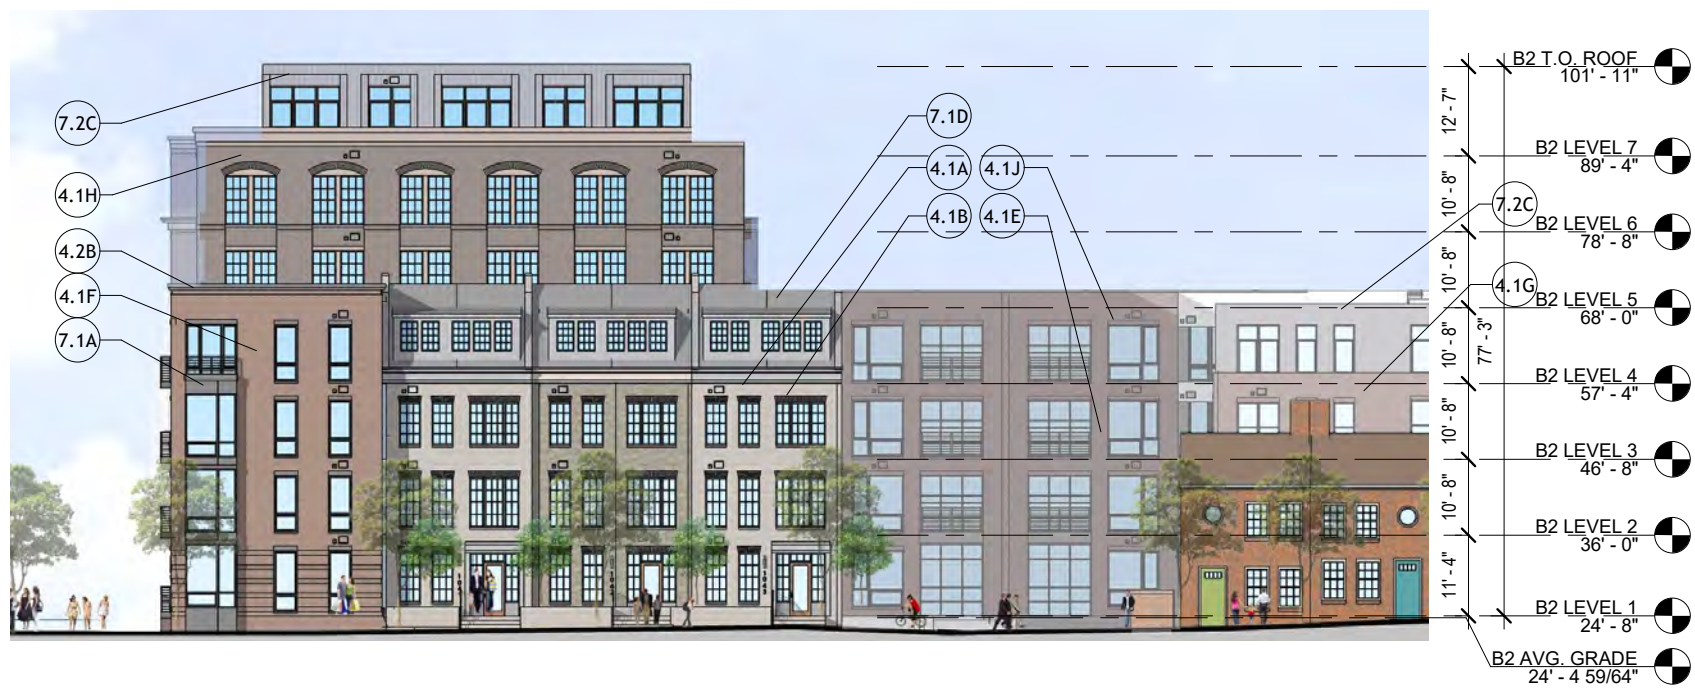 7.2C
4.1H
4.2B
4.1F
7.1A
7.1D
4.1A
4.1J
4.1B
4.1E
7.2C
4.1G
B2 T.O. ROOF
101' - 11"
12' - 7"
B2 LEVEL 7
89' - 4"
10' - 8"
B2 LEVEL 6
78' - 8"
10' - 8"
B2 LEVEL 5
68' - 0"
10' - 8"
77' - 3"
B2 LEVEL 4
57' - 4"
10' - 8"
B2 LEVEL 3
46' - 8"
10' - 8"
B2 LEVEL 2
36' - 0"
11' - 4"
B2 LEVEL 1
24' - 8"
B2 AVG. GRADE
24' - 4 59/64"